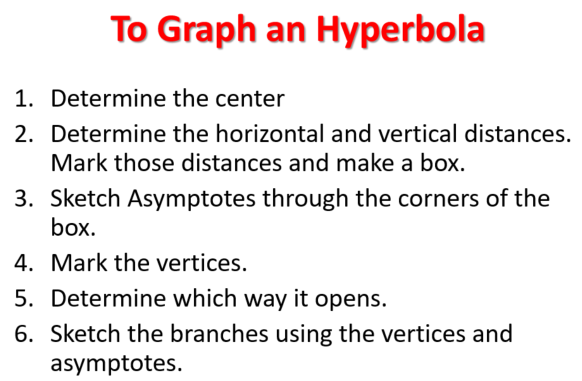 To Graph an Hyperbola
1. Determine the center
2. Determine the horizontal and vertical distances.
Mark those distances and make a box.
3. Sketch Asymptotes through the corners of the
box.
4. Mark the vertices.
5. Determine which way it opens.
6. Sketch the branches using the vertices and
asymptotes.